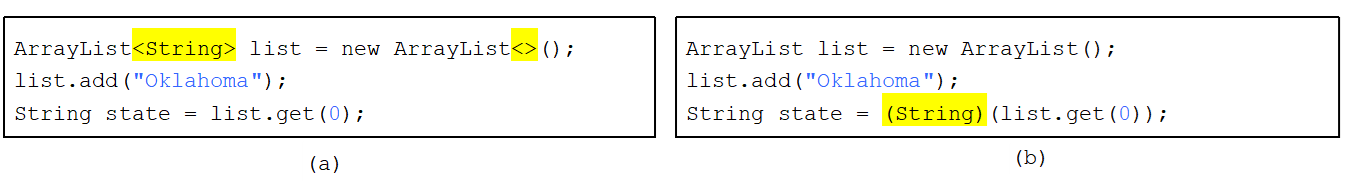 ArrayList<String> list = new ArrayList<>();
list.add("Oklahoma");
String state = list.get(0);
(a)
ArrayList list = new ArrayList();
list.add("Oklahoma");
String state = (String)(list.get(0));
(b)